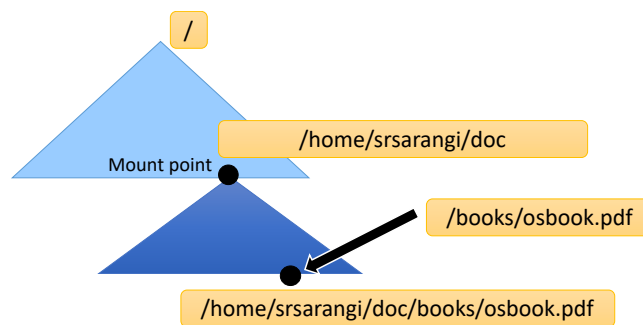 /
/home/srsarangi/doc
Mount point
/books/osbook.pdf
/home/srsarangi/doc/books/osbook.pdf